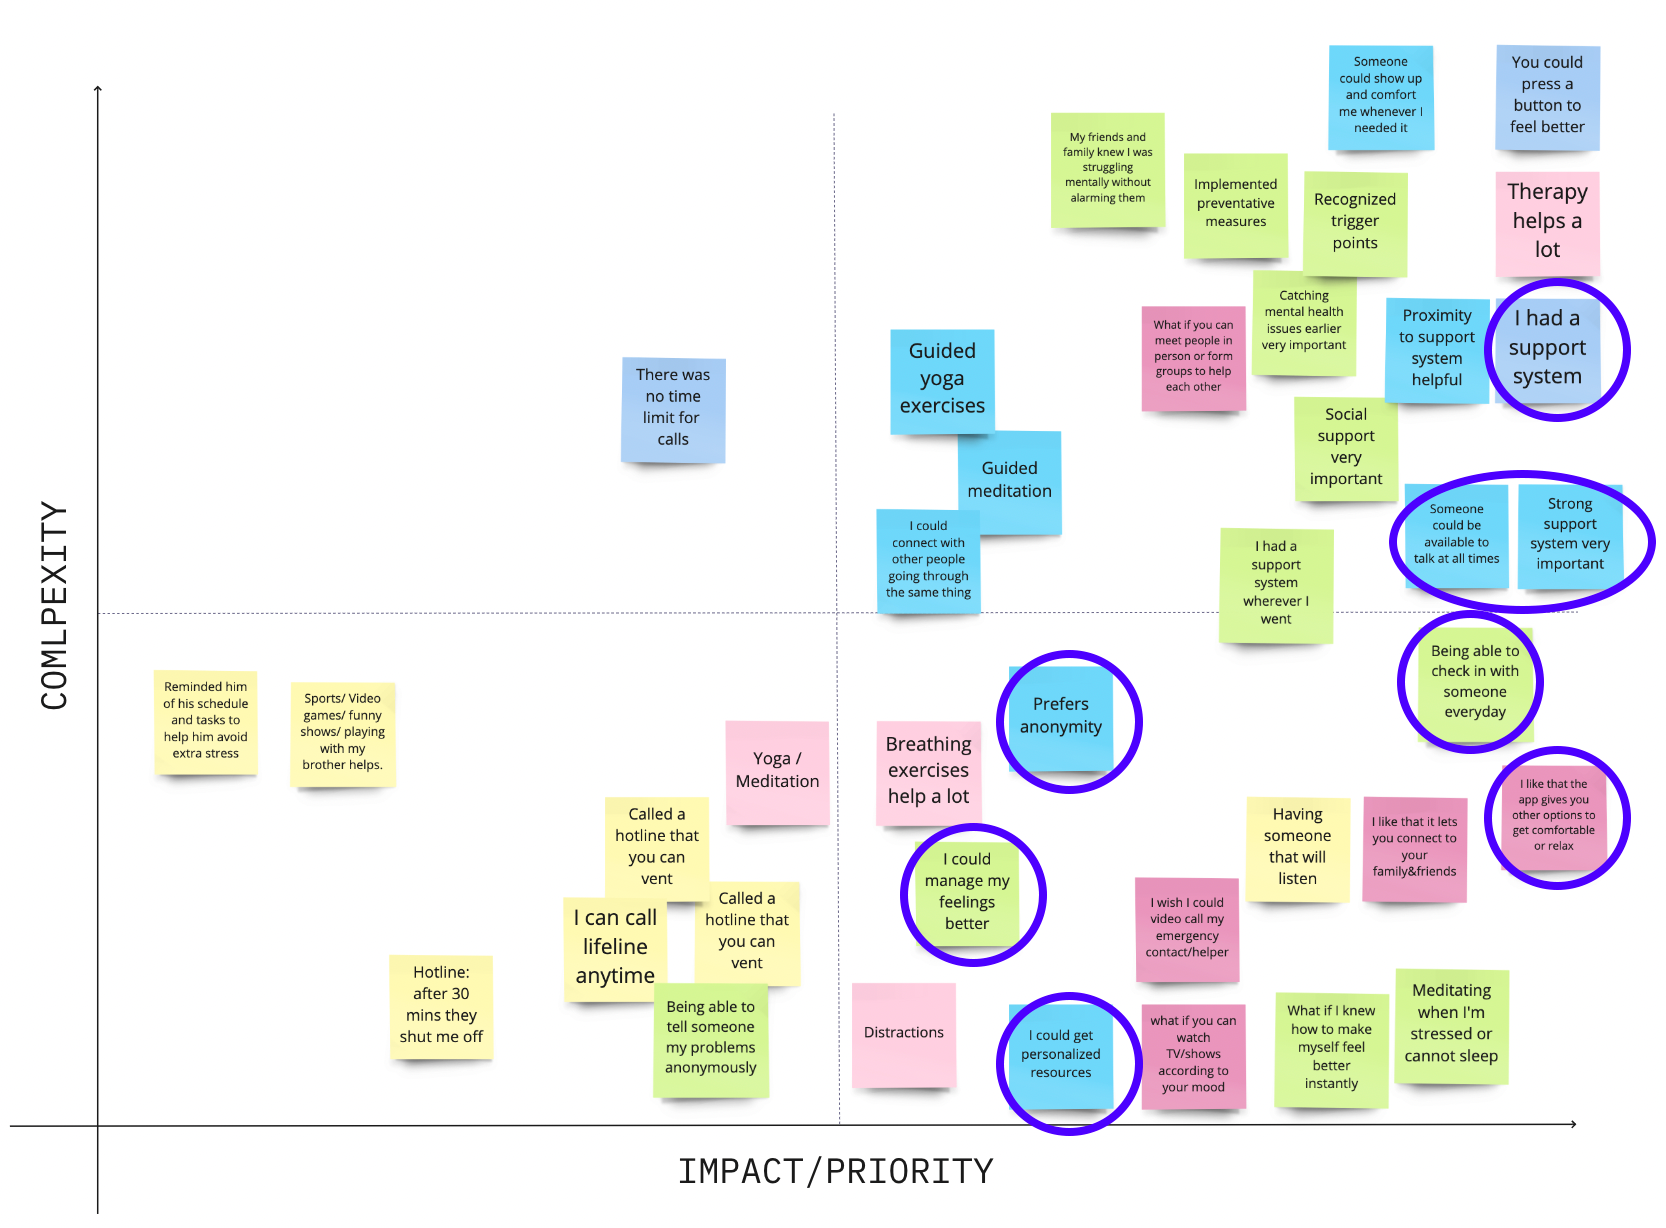 Someone
could show up
and comfort
me whenever I
needed it
You could
press a
button to
feel better
My friends and
family knew I was
struggling
mentally without
alarming them
Implemented
preventative
measures
Recognized
trigger
points
Therapy
helps a
lot
What if you can
meet people in
person or form
groups to help
each other
Catching
mental health
issues earlier
very important
Proximity
to support
system
helpful
I had a
support
system
There was
no time
limit for
calls
Guided
yoga
exercises
Guided
meditation
Social
support
very
important
I could
connect with
other people
going through
the same thing
I had a
support
system
wherever I
went
Someone
could be
available to
talk at all times
Strong
support
system very
important
COMLPEXITY
Reminded him
of his schedule
and tasks to
help him avoid
extra stress
Sports/ Video
games/ funny
shows/ playing
with my
brother helps.
Yoga /
Meditation
Breathing
exercises
help a lot
Prefers
anonymity
Being able to
check in with
someone
everyday
Called a
hotline that
you can
vent
I could
manage my
feelings
better
Having
someone
that will
listen
I like that it lets
you connect to
your
family&friends
I like that the
app gives you
other options to
get comfortable
or relax
I can call
lifeline
anytime
Called a
hotline that
you can
vent
I wish I could
video call my
emergency
contact/helper
Hotline:
after 30
mins they
shut me off
Being able to
tell someone
my problems
anonymously
Distractions
I could get
personalized
resources
what if you can
watch
TV/shows
according to
your mood
What if I knew
how to make
myself feel
better
instantly
Meditating
when I'm
stressed or
cannot sleep
IMPACT/PRIORITY